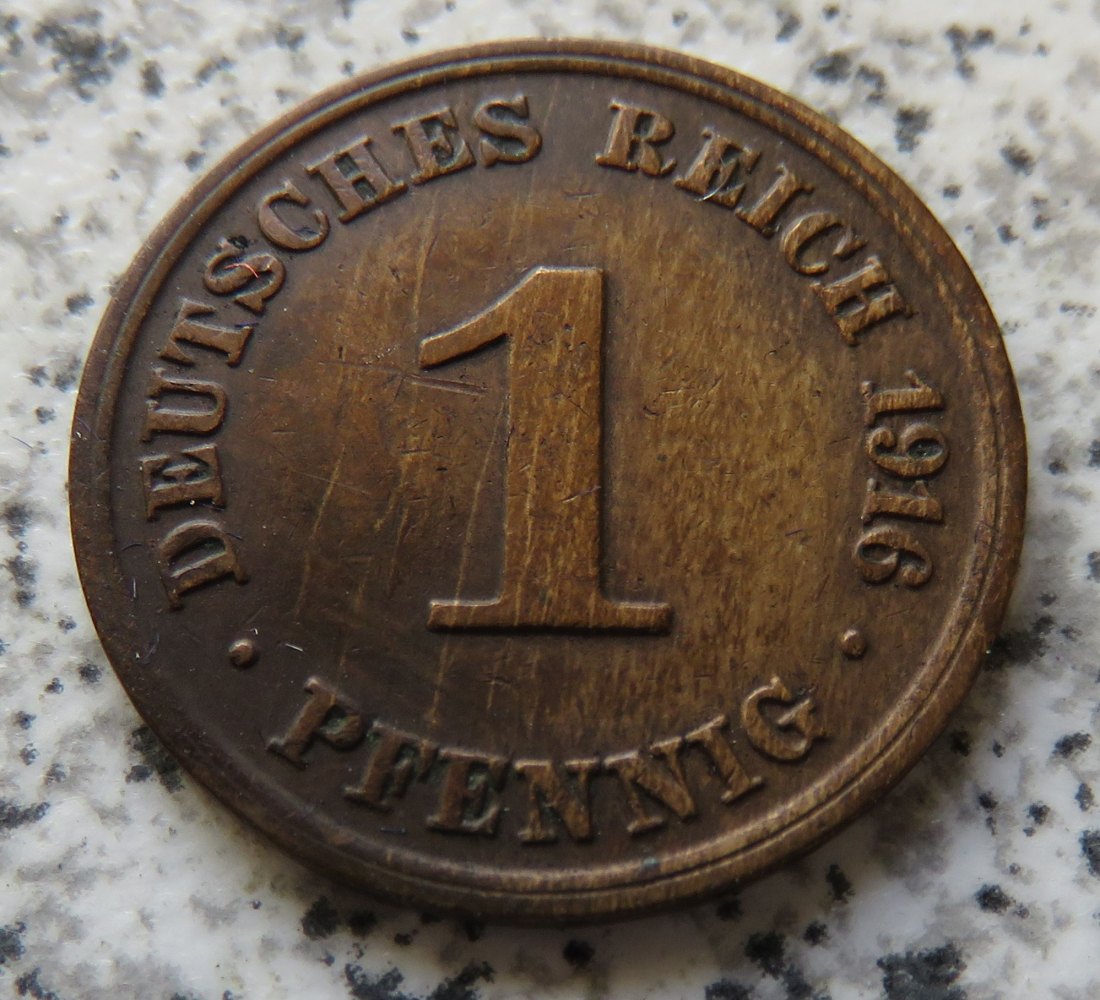 DEUTSCHES REICH 1916
1
· PFENNIG ·